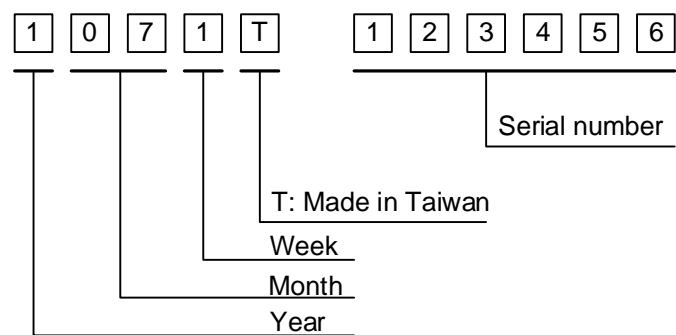 1 0 7 1 T 1 2 3 4 5 6
Serial number
T: Made in Taiwan
Week
Month
Year